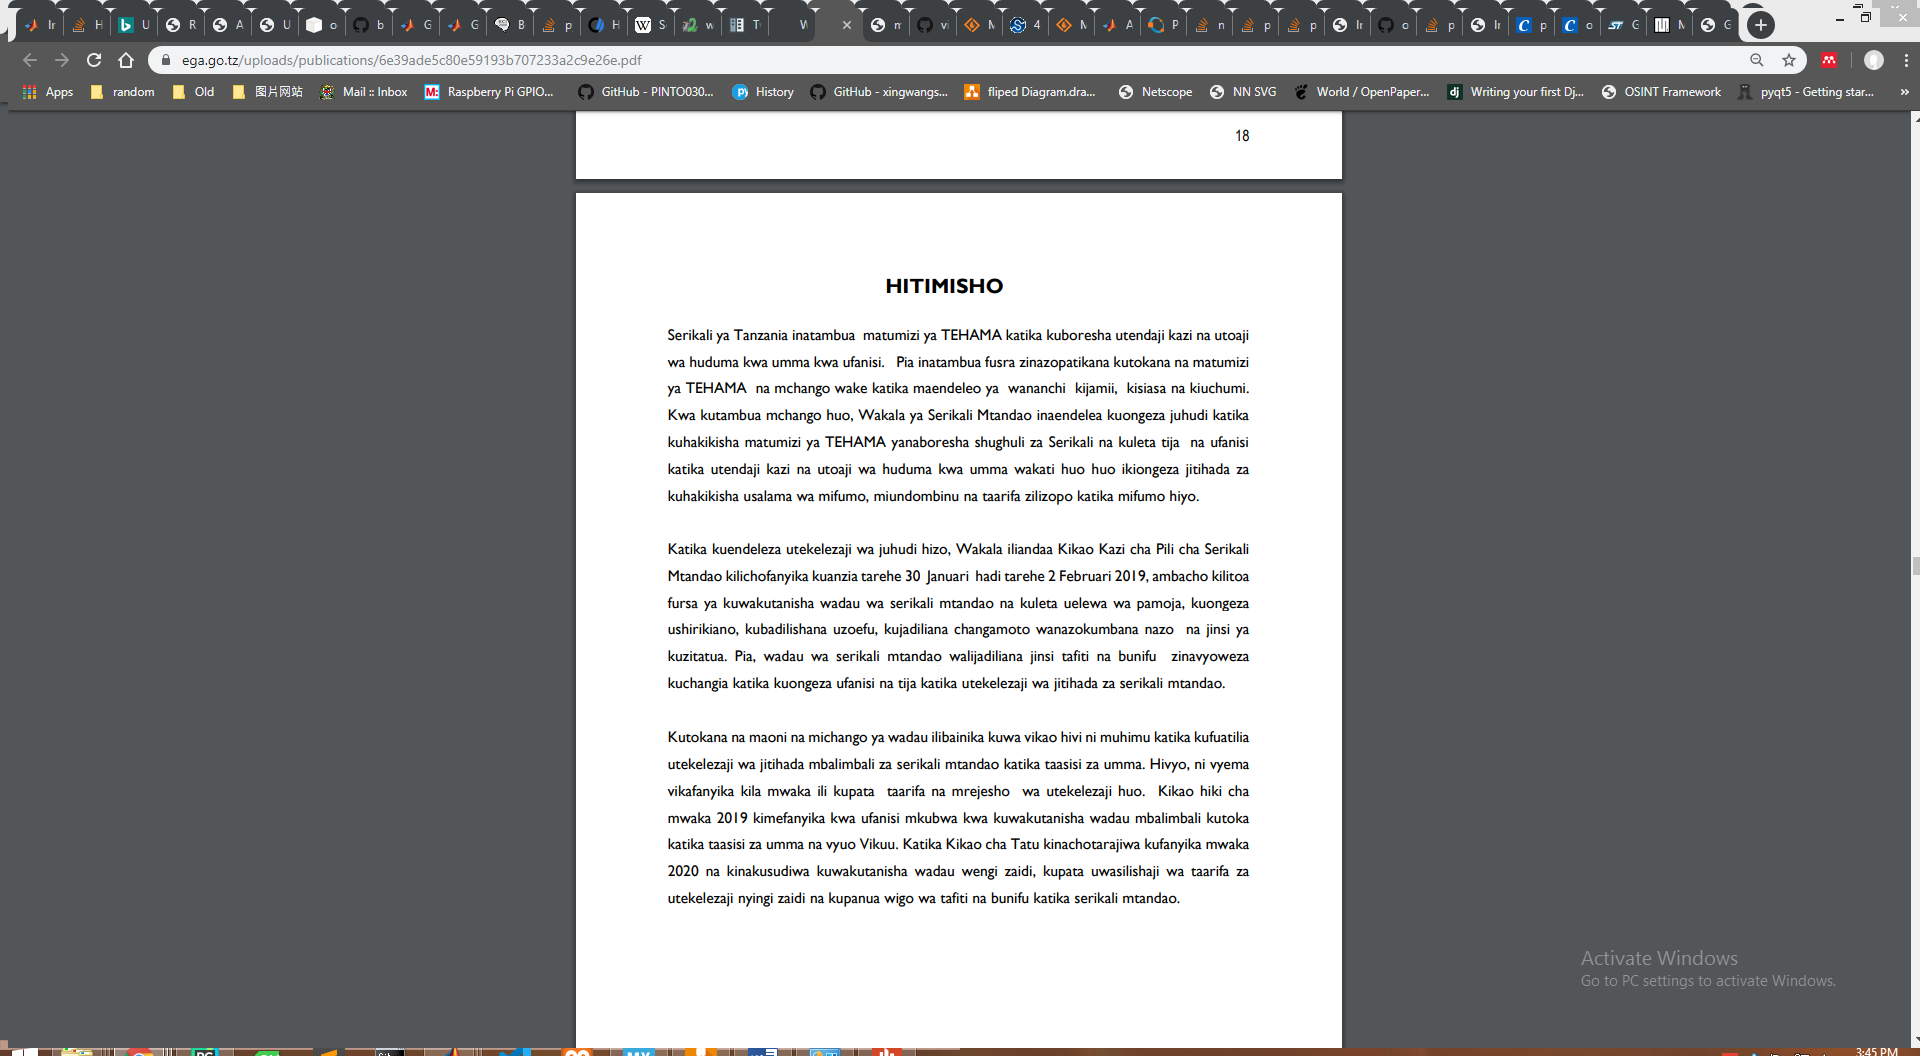 ega.go.tz/uploads/publications/6e39ade5c80e59193b707233a2c9e26e.pdf
Apps random Old 图片网站 Mail :: Inbox Raspberry Pi GPIO... GitHub - PINTO030... History GitHub - xingwangs... fliped Diagram.dra... Netscope NN SVG World / OpenPaper... Writing your first Dj... OSINT Framework pyqt5 - Getting star... »
18
HITIMISHO
Serikali ya Tanzania inatambua matumizi ya TEHAMA katika kuboresha utendaji kazi na utoaji
wa huduma kwa umma kwa ufanisi. Pia inatambua fusra zinazopatikana kutokana na matumizi
ya TEHAMA na mchango wake katika maendeleo ya wananchi kijamii, kisiasa na kiuchumi.
Kwa kutambua mchango huo, Wakala ya Serikali Mtandao inaendelea kuongeza juhudi katika
kuhakikisha matumizi ya TEHAMA yanaboresha shughuli za Serikali na kuleta tija na ufanisi
katika utendaji kazi na utoaji wa huduma kwa umma wakati huo huo ikiongeza jitihada za
kuhakikisha usalama wa mifumo, miundombinu na taarifa zilizopo katika mifumo hiyo.
Katika kuendeleza utekelezaji wa juhudi hizo, Wakala iliandaa Kikao Kazi cha Pili cha Serikali
Mtandao kilichofanyika kuanzia tarehe 30 Januari hadi tarehe 2 Februari 2019, ambacho kilitoa
fursa ya kuwakutanisha wadau wa serikali mtandao na kuleta uelewa wa pamoja, kuongeza
ushirikiano, kubadilishana uzoefu, kujadiliana changamoto wanazokumbana nazo na jinsi ya
kuzitatua. Pia, wadau wa serikali mtandao walijadiliana jinsi tafiti na bunifu zinavyoweza
kuchangia katika kuongeza ufanisi na tija katika utekelezaji wa jitihada za serikali mtandao.
Kutokana na maoni na michango ya wadau ilibainika kuwa vikao hivi ni muhimu katika kufuatilia
utekelezaji wa jitihada mbalimbali za serikali mtandao katika taasisi za umma. Hivyo, ni vyema
vikafanyika kila mwaka ili kupata taarifa na mrejesho wa utekelezaji huo. Kikao hiki cha
mwaka 2019 kimefanyika kwa ufanisi mkubwa kwa kuwakutanisha wadau mbalimbali kutoka
katika taasisi za umma na vyuo Vikuu. Katika Kikao cha Tatu kinachotarajiwa kufanyika mwaka
2020 na kinakusudiwa kuwakutanisha wadau wengi zaidi, kupata uwasilishaji wa taarifa za
utekelezaji nyingi zaidi na kupanua wigo wa tafiti na bunifu katika serikali mtandao.
Activate Windows
Go to PC settings to activate Windows.
3:45 PM